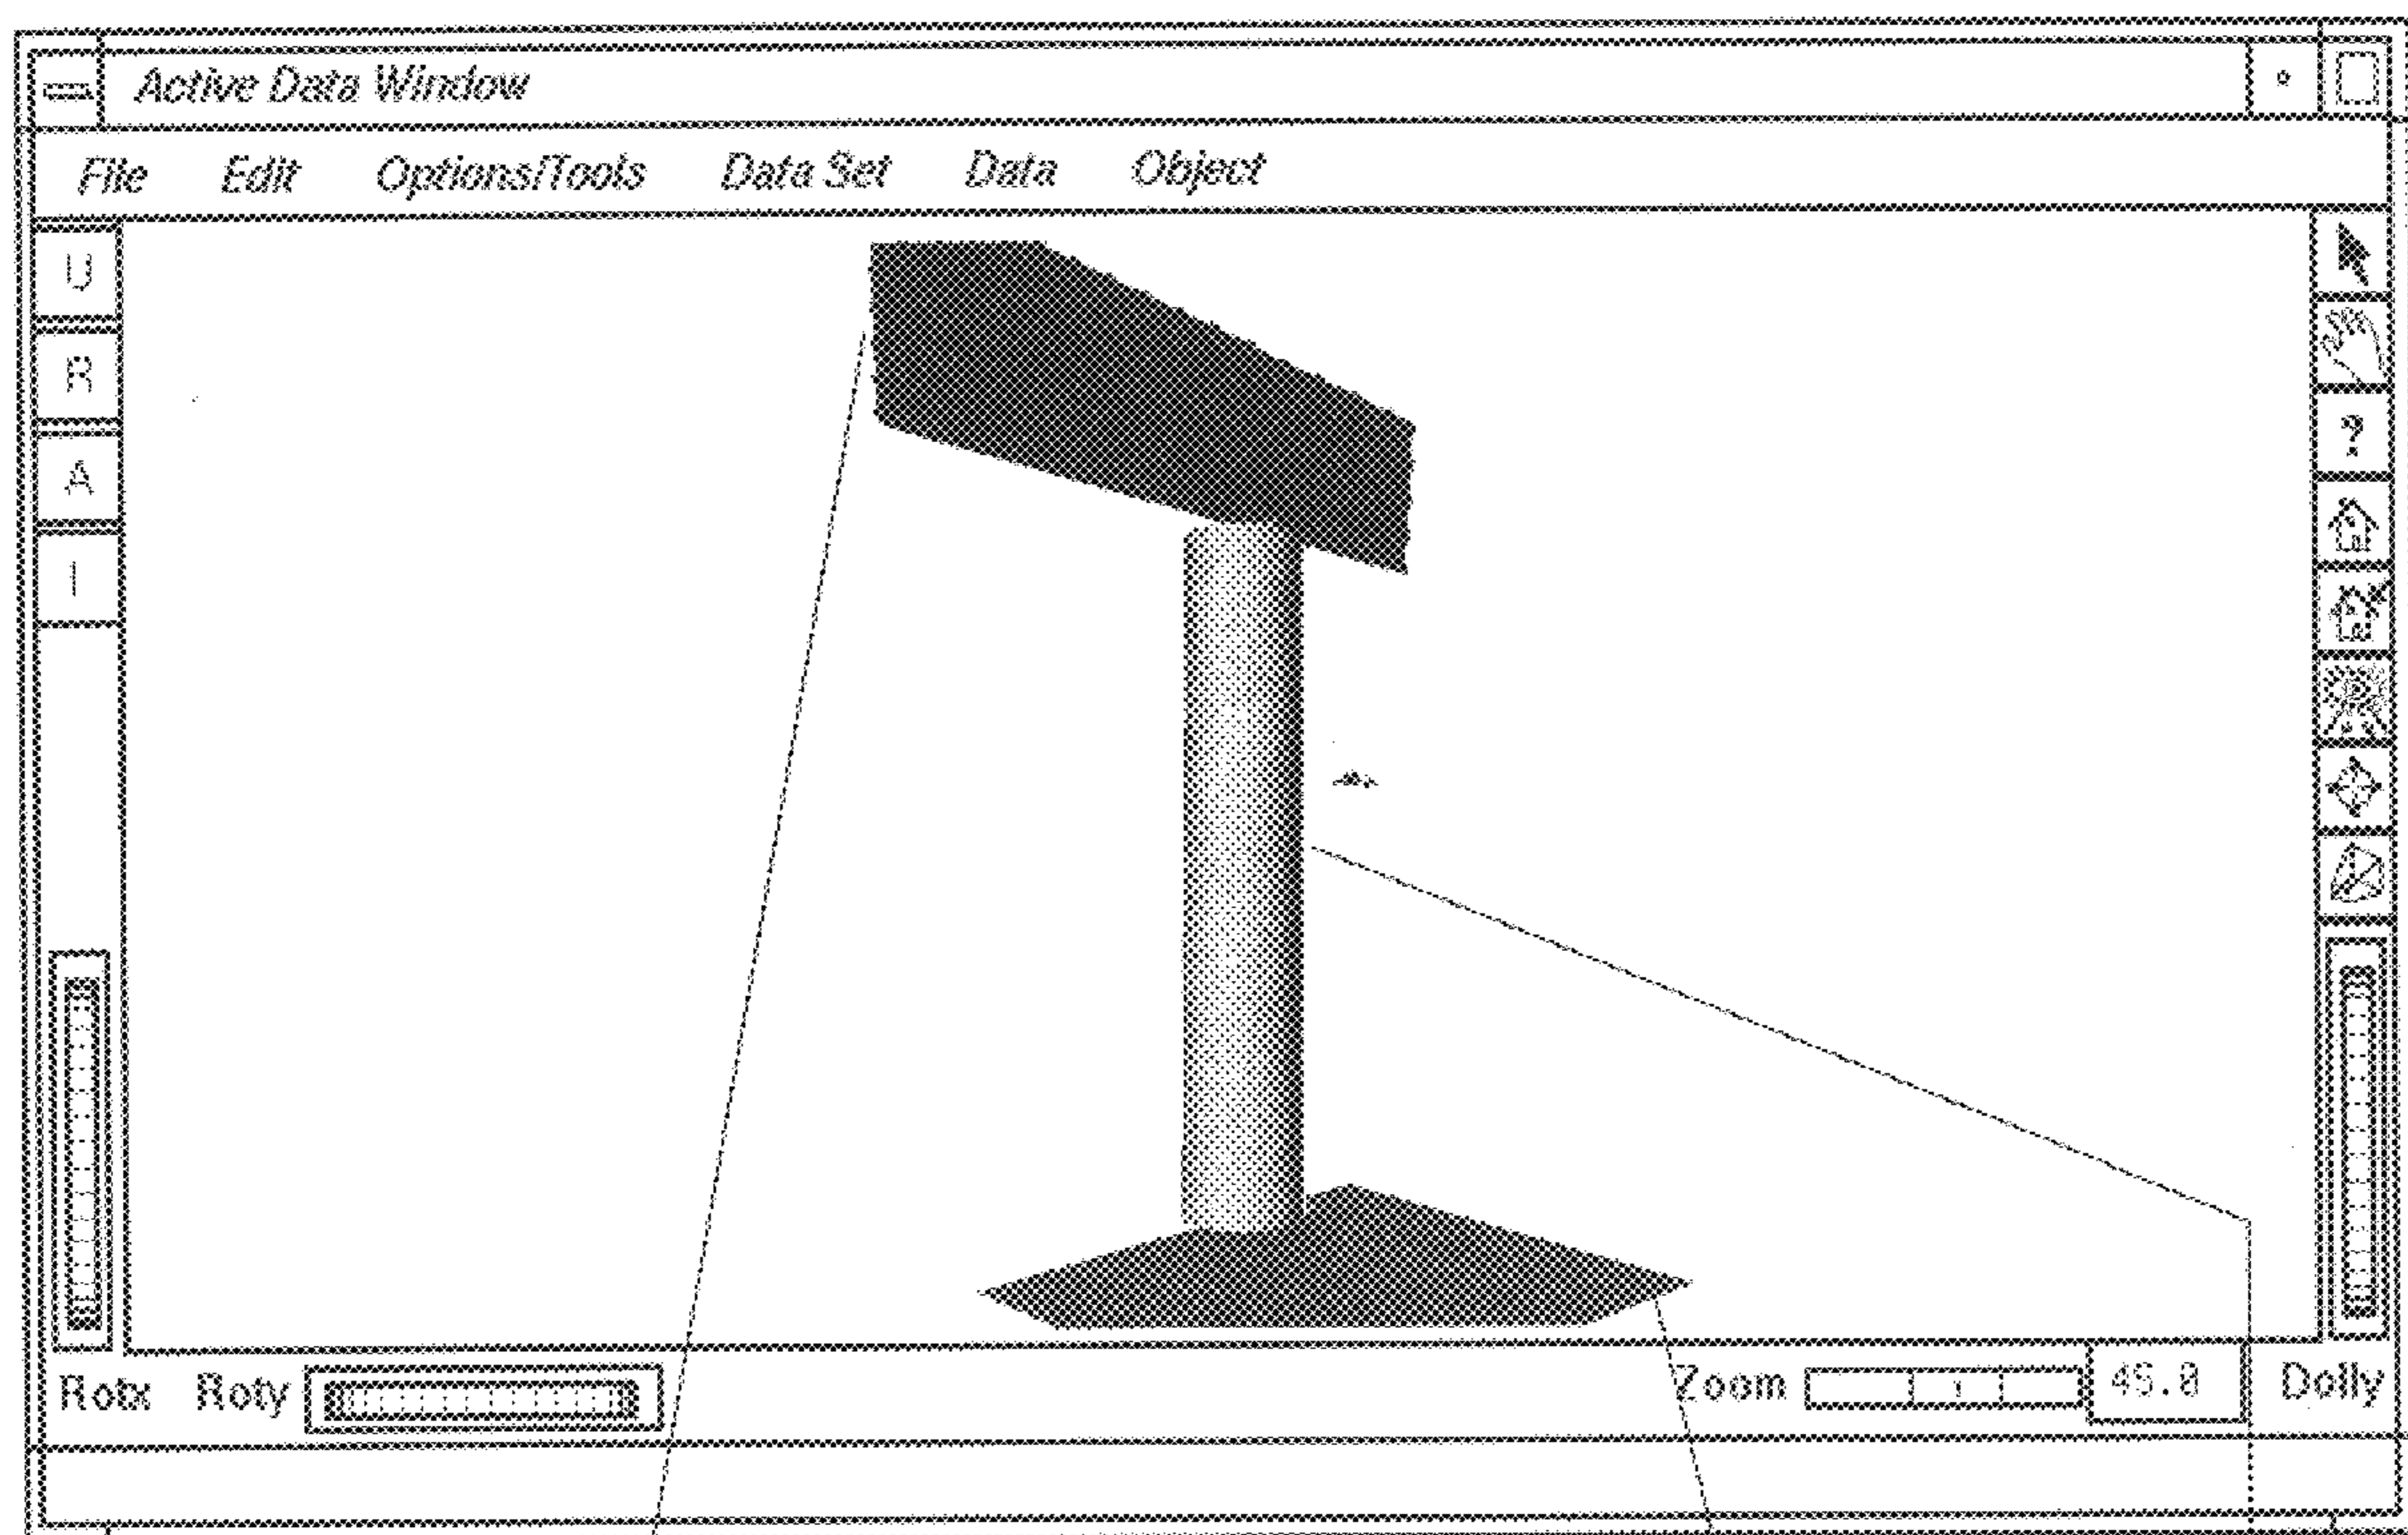 Active Data Window
File Edit Options/Tools Data Set Data Object
U
R
A
I
?
Rotx Roty Zoom 45.0 Dolly